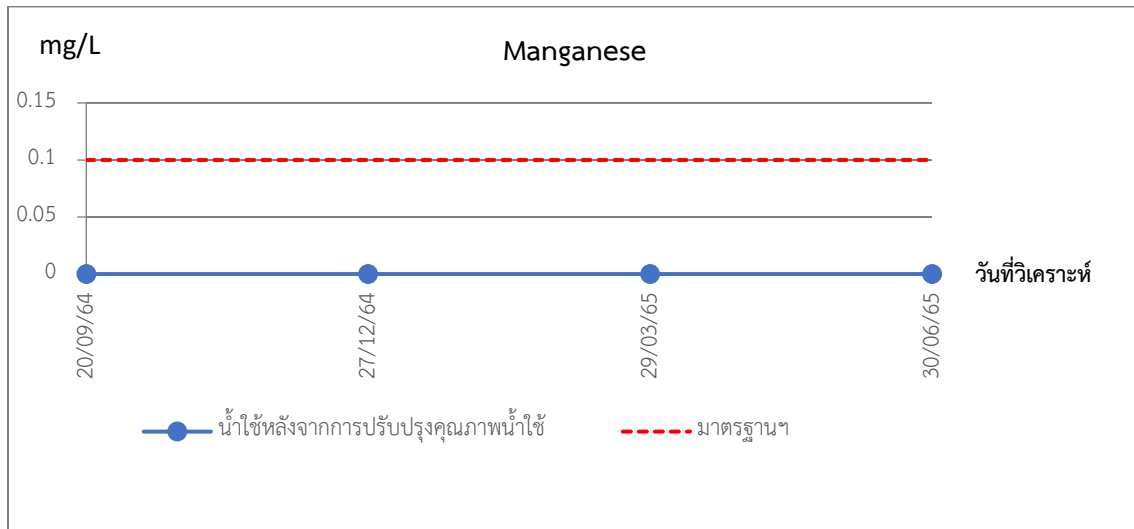 mg/L
Manganese
0.15
0.1
0.05
0
วันที่วิเคราะห์
20/09/64
27/12/64
29/03/65
30/06/65
น้ำใช้หลังจากการปรับปรุงคุณภาพน้ำใช้
มาตรฐานฯ